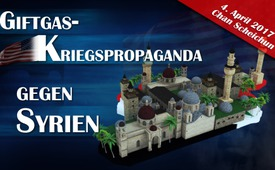 4. April 2017
Chan Scheichun
GIFTGAS-
KRIEGSPROPAGANDA
GEGEN
SYRIEN